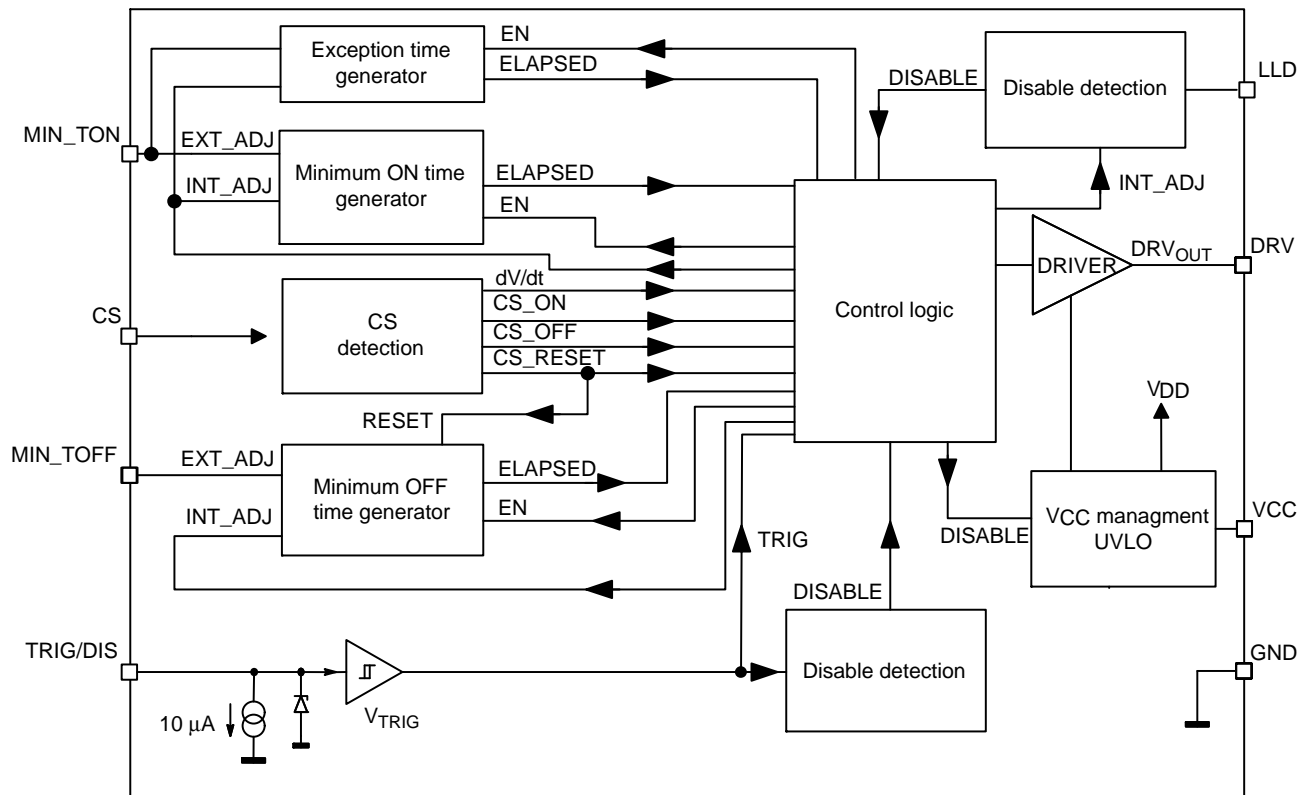 Exception time
generator
EN
ELAPSED
DISABLE
Disable detection
LLD
MIN_TON
EXT_ADJ
INT_ADJ
Minimum ON time
generator
ELAPSED
EN
INT_ADJ
CS
CS
detection
dV/dt
CS_ON
CS_OFF
CS_RESET
Control logic
DRIVER
DRVOUT
DRV
RESET
MIN_TOFF
EXT_ADJ
INT_ADJ
Minimum OFF
time generator
ELAPSED
EN
VDD
DISABLE
VCC managment
UVLO
VCC
TRIG
DISABLE
TRIG/DIS
10 µA
VTRIG
Disable detection
GND